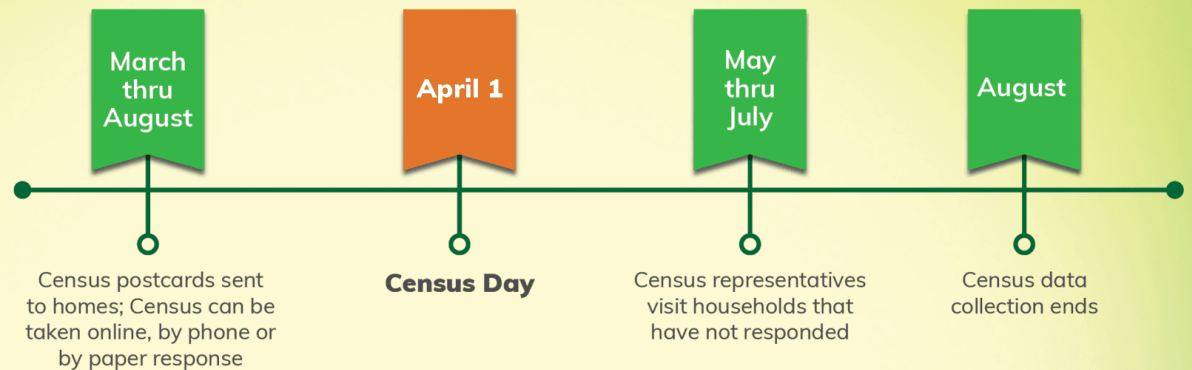 March
thru
August
April 1
May
thru
July
August
Census postcards sent
to homes; Census can be
taken online, by phone or
by paper response
Census Day
Census representatives
visit households that
have not responded
Census data
collection ends